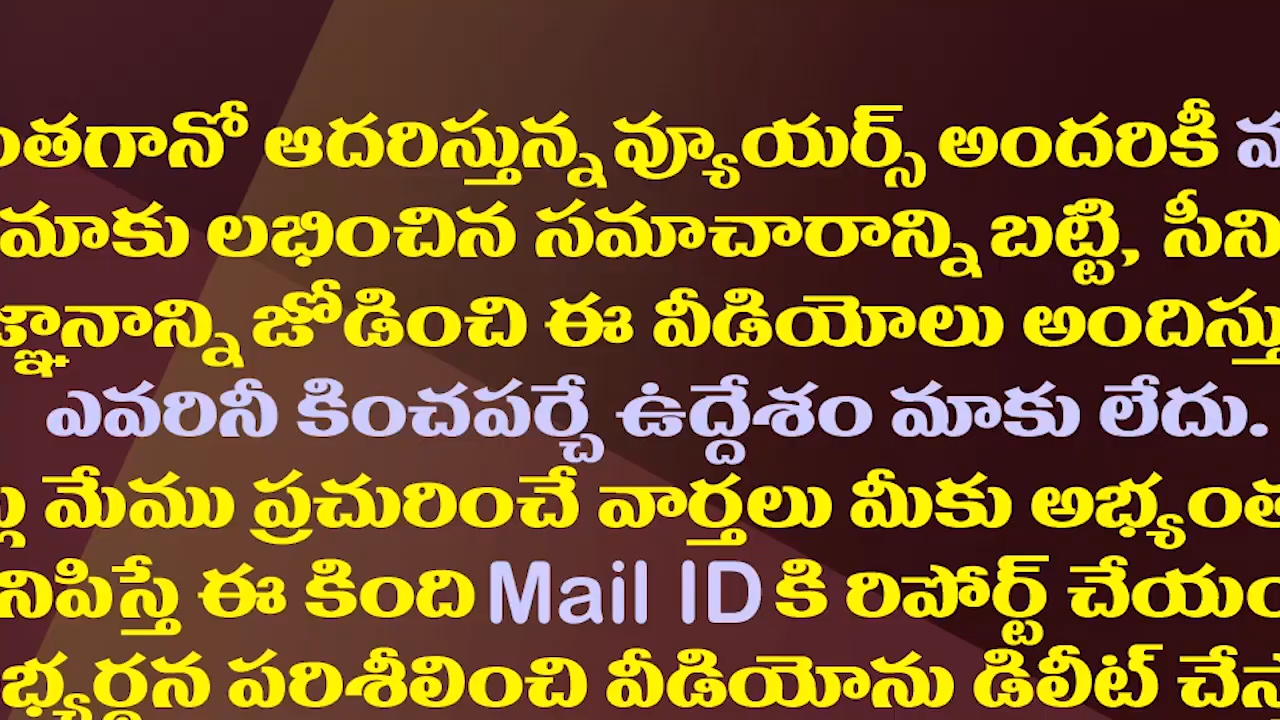 ంతగానో ఆదరిస్తున్న వ్యూయర్స్ అందరికీ
మాకు లభించిన సమాచారాన్ని బట్టి, సీని
జ్ఞానాన్ని జోడించి ఈ వీడియోలు అందిస్తు
ఎవరినీ కించపర్చే ఉద్దేశం మాకు లేదు.
మేము ప్రచురించే వార్తలు మీకు అభ్యంత
నిపిస్తే ఈ కింది Mail ID కి రిపోర్ట్ చేయం
భ్యర్థన పరిశీలించి వీడియోను డిలీట్ చేస